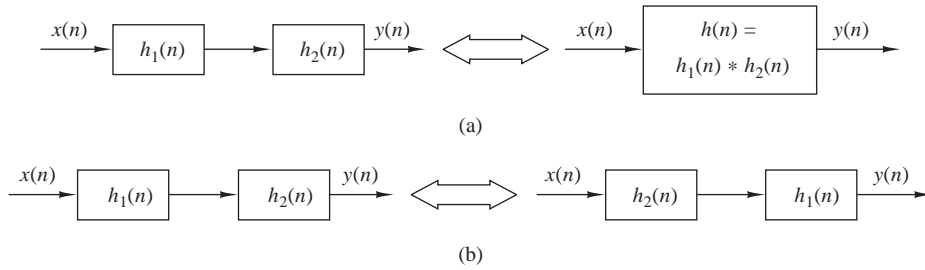 x(n) h₁(n) h₂(n) y(n) x(n) h(n) = y(n)
h₁(n) * h₂(n)
(a)
x(n) h₁(n) h₂(n) y(n) x(n) h₂(n) h₁(n) y(n)
(b)